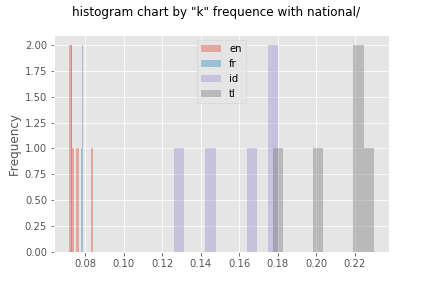 histogram chart by "k" frequence with national/
en
fr
id
tl
Frequency
2.00
1.75
1.50
1.25
1.00
0.75
0.50
0.25
0.00
0.08 0.10 0.12 0.14 0.16 0.18 0.20 0.22